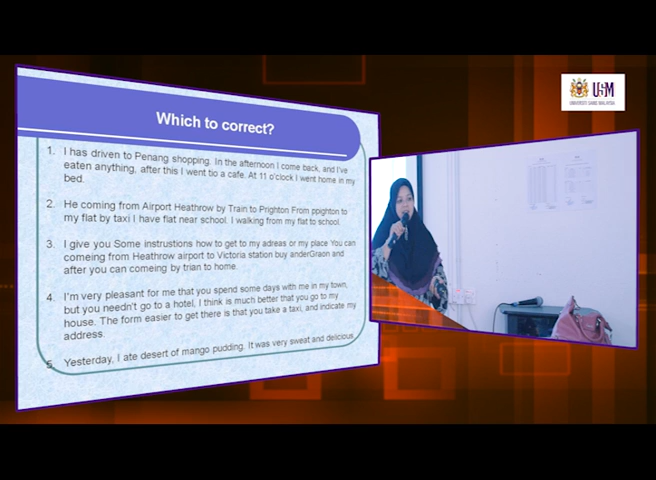 Which to correct?
1. I has driven to Penang shopping. In the afternoon I come back, and I've
eaten anything, after this I went tio a cafe. At 11 o'clock I went home in my
bed.
2. He coming from Airport Heathrow by Train to Prighton From ppighton to
my flat by taxi I have flat near school. I walking from my flat to school.
3. I give you Some instrustions how to get to my adreas or my place You can
comeing from Heathrow airport to Victoria station buy anderGraon and
after you can comeing by trian to home.
4. I'm very pleasant for me that you spend some days with me in my town,
but you needn't go to a hotel, I think is much better that you go to my
house. The form easier to get there is that you take a taxi, and indicate my
address.
5. Yesterday, I ate desert of mango pudding. It was very sweat and delicious.
USM
UNIVERSITI SAINS MALAYSIA